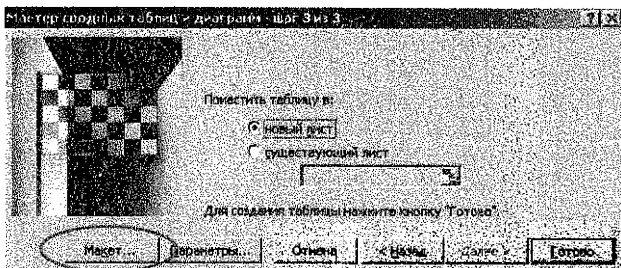 Мастер сводных таблиц и диаграмм - шаг 3 из 3
Поместить таблицу в:
новый лист
существующий лист
Для создания таблицы нажмите кнопку "Готово".
Макет... Параметры... Отмена < Назад Далее > Готово